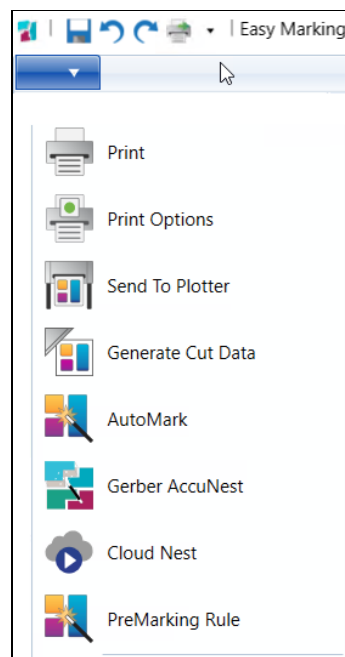 Easy Marking
Print
Print Options
Send To Plotter
Generate Cut Data
AutoMark
Gerber AccuNest
Cloud Nest
PreMarking Rule